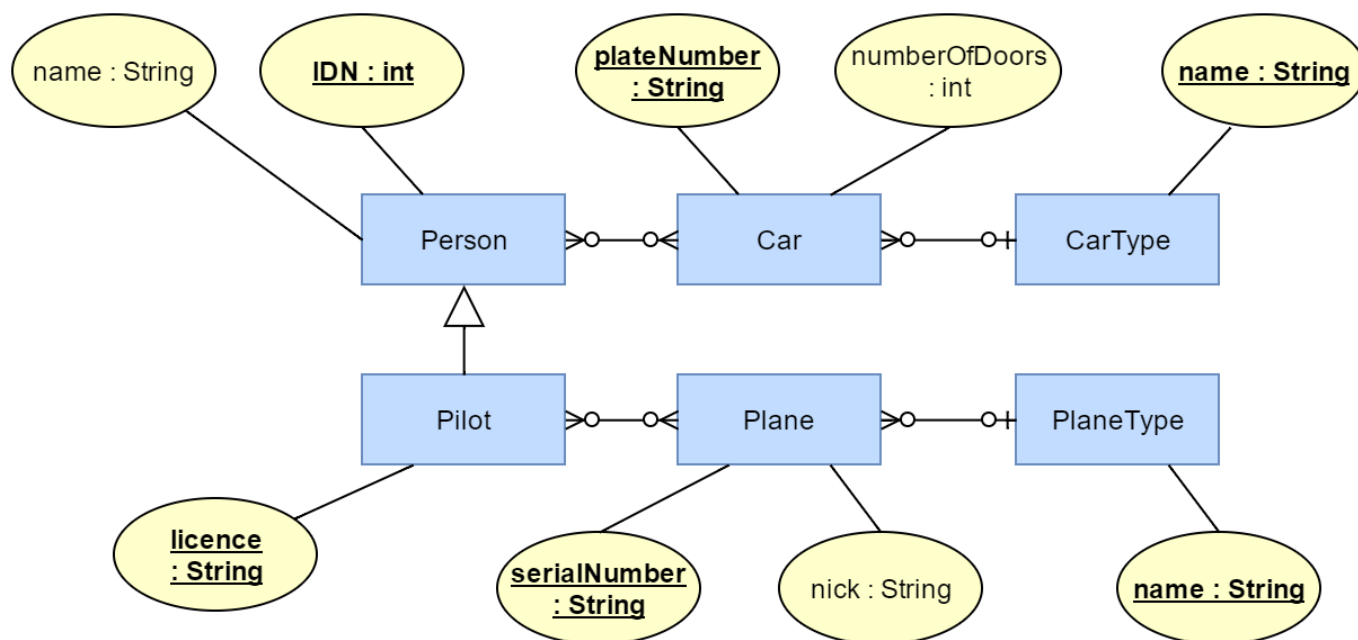 name : String
IDN : int
plateNumber
: String
numberOfDoors
: int
name : String
Person
Car
CarType
Pilot
Plane
PlaneType
licence
: String
serialNumber
: String
nick : String
name : String